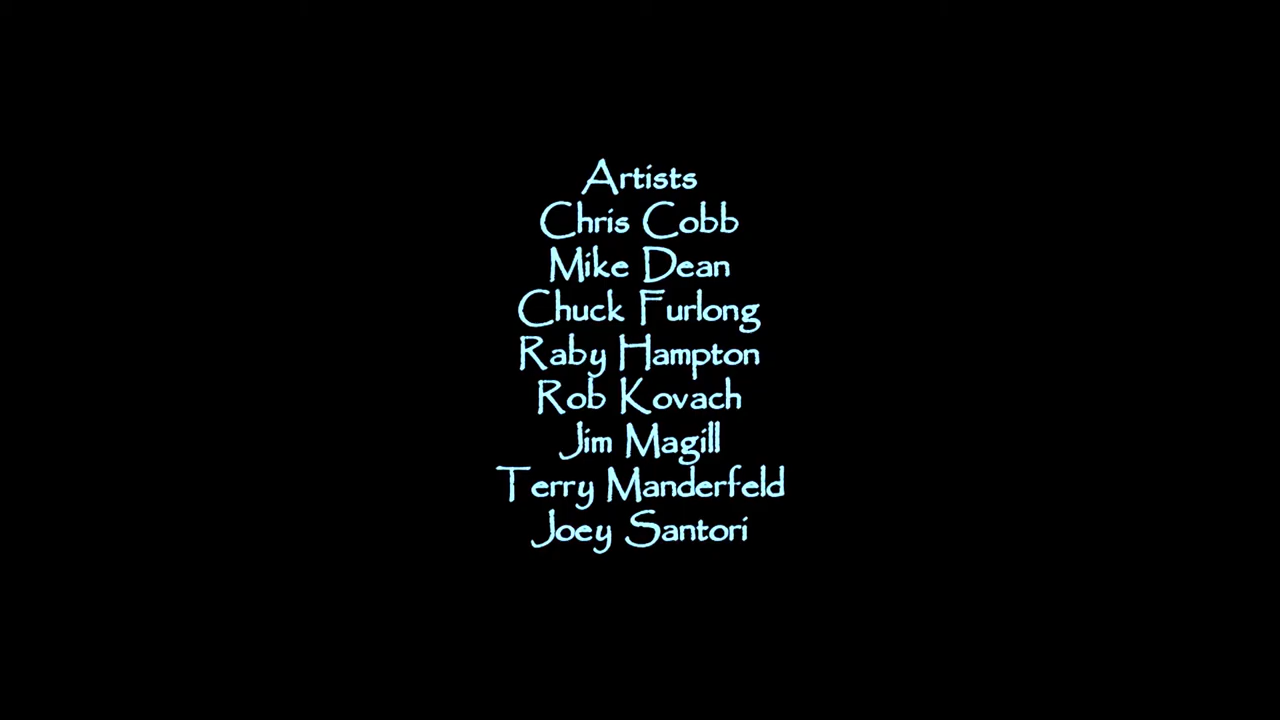 Artists
Chris Cobb
Mike Dean
Chuck Furlong
Raby Hampton
Rob Kovach
Jim Magill
Terry Manderfeld
Joey Santori